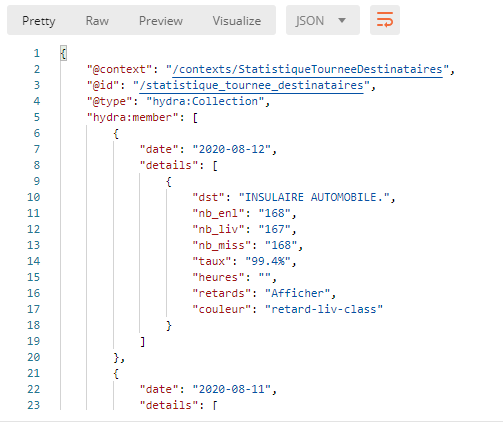 Pretty Raw Preview Visualize JSON
1 {
2 "@context": "/contexts/StatistiqueTourneeDestinataires",
3 "@id": "/statistique_tournee_destinataires",
4 "@type": "hydra:Collection",
5 "hydra:member": [
6 {
7 "date": "2020-08-12",
8 "details": [
9 {
10 "dst": "INSULAIRE AUTOMOBILE.",
11 "nb_enl": "168",
12 "nb_liv": "167",
13 "nb_miss": "168",
14 "taux": "99.4%",
15 "heures": "",
16 "retards": "Afficher",
17 "couleur": "retard-liv-class"
18 }
19 ]
20 },
21 {
22 "date": "2020-08-11",
23 "details": [